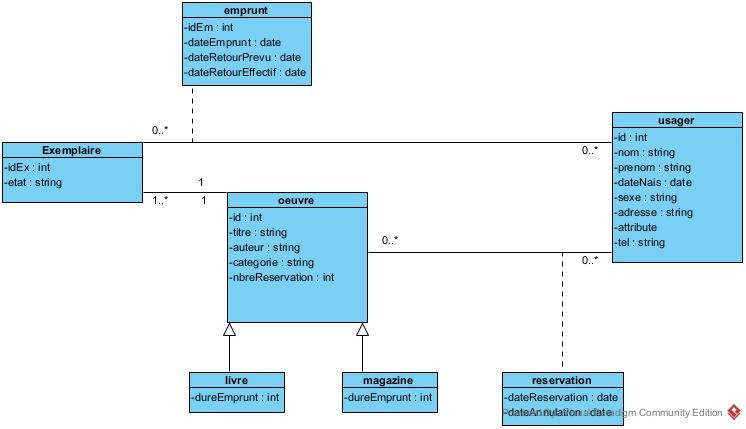 emprunt
-idEm : int
-dateEmprunt : date
-dateRetourPrevu : date
-dateRetourEffectif : date
0..*
0..*
Exemplaire
-idEx : int
-etat : string
1
1..*
1
usager
-id : int
-nom : string
-prenom : string
-dateNais : date
-sexe : string
-adresse : string
-attribute
-tel : string
oeuvre
-id : int
-titre : string
-auteur : string
-categorie : string
-nbreReservation : int
0..*
0..*
livre
-dureEmprunt : int
magazine
-dureEmprunt : int
reservation
-dateReservation : date
-dateAnnulation : date
Paradigm Community Edition